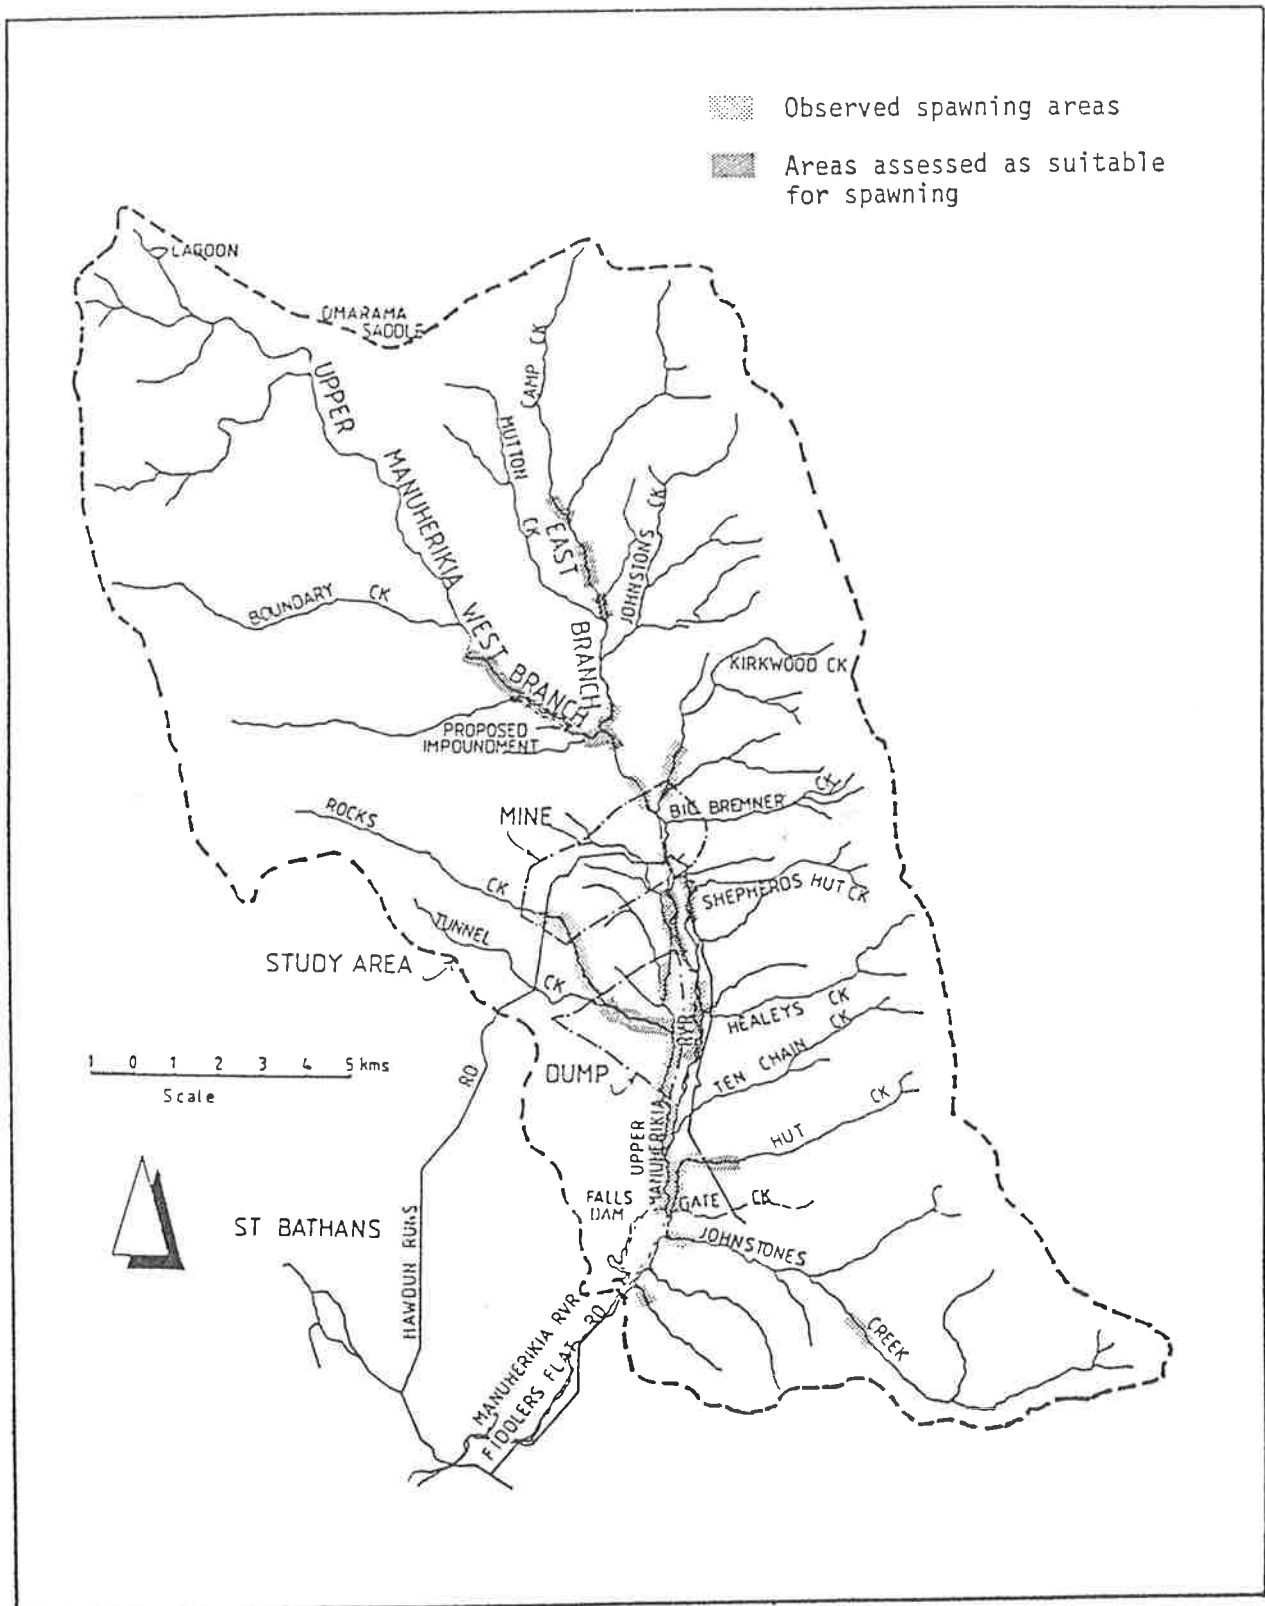 Observed spawning areas
Areas assessed as suitable
for spawning
LAGOON
OMARAMA
SADDLE
UPPER
MANUHERIKIA
WEST BRANCH
CAMP CK
MUTTON
CK
EAST
BRANCH
JOHNSTONS CK
BOUNDARY CK
KIRKWOOD CK
PROPOSED
IMPOUNDMENT
ROCKS
CK
MINE
BIG BREMNER CK
SHEPHERDS HUT
CK
TUNNEL
CK
STUDY AREA
HEALEYS CK
RVR
TEN CHAIN CK
DUMP
1 0 1 2 3 4 5 kms
Scale
RD
HUT CK
UPPER
MANUHERIKIA
FALLS
DAM
GATE CK
ST BATHANS
HAWDUN RUNS
JOHNSTONES
CREEK
MANUHERIKIA RVR
FIDDLERS FLAT RD